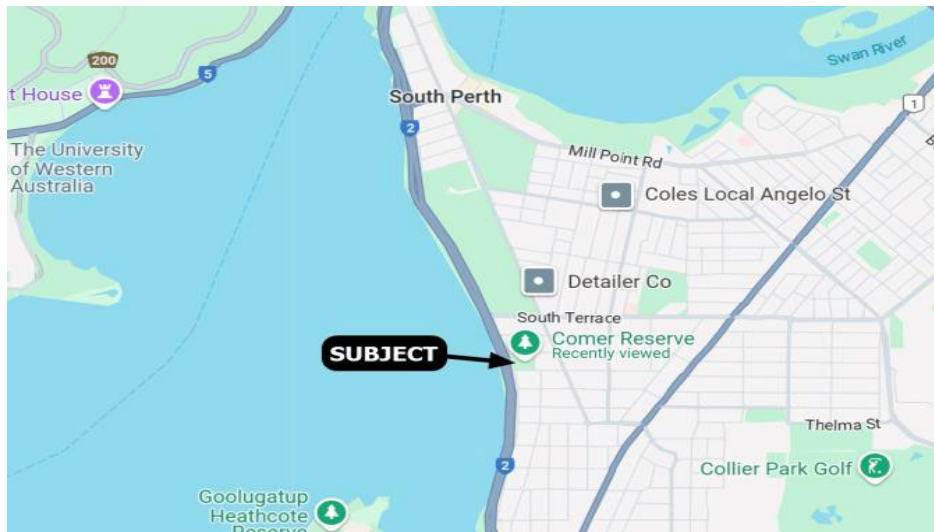 200
5
t House
The University
of Western
Australia
South Perth
2
Swan River
1
Mill Point Rd
Coles Local Angelo St
Detailer Co
South Terrace
Comer Reserve
Recently viewed
SUBJECT
Thelma St
Collier Park Golf
2
Goolugatup
Heathcote
Reserve